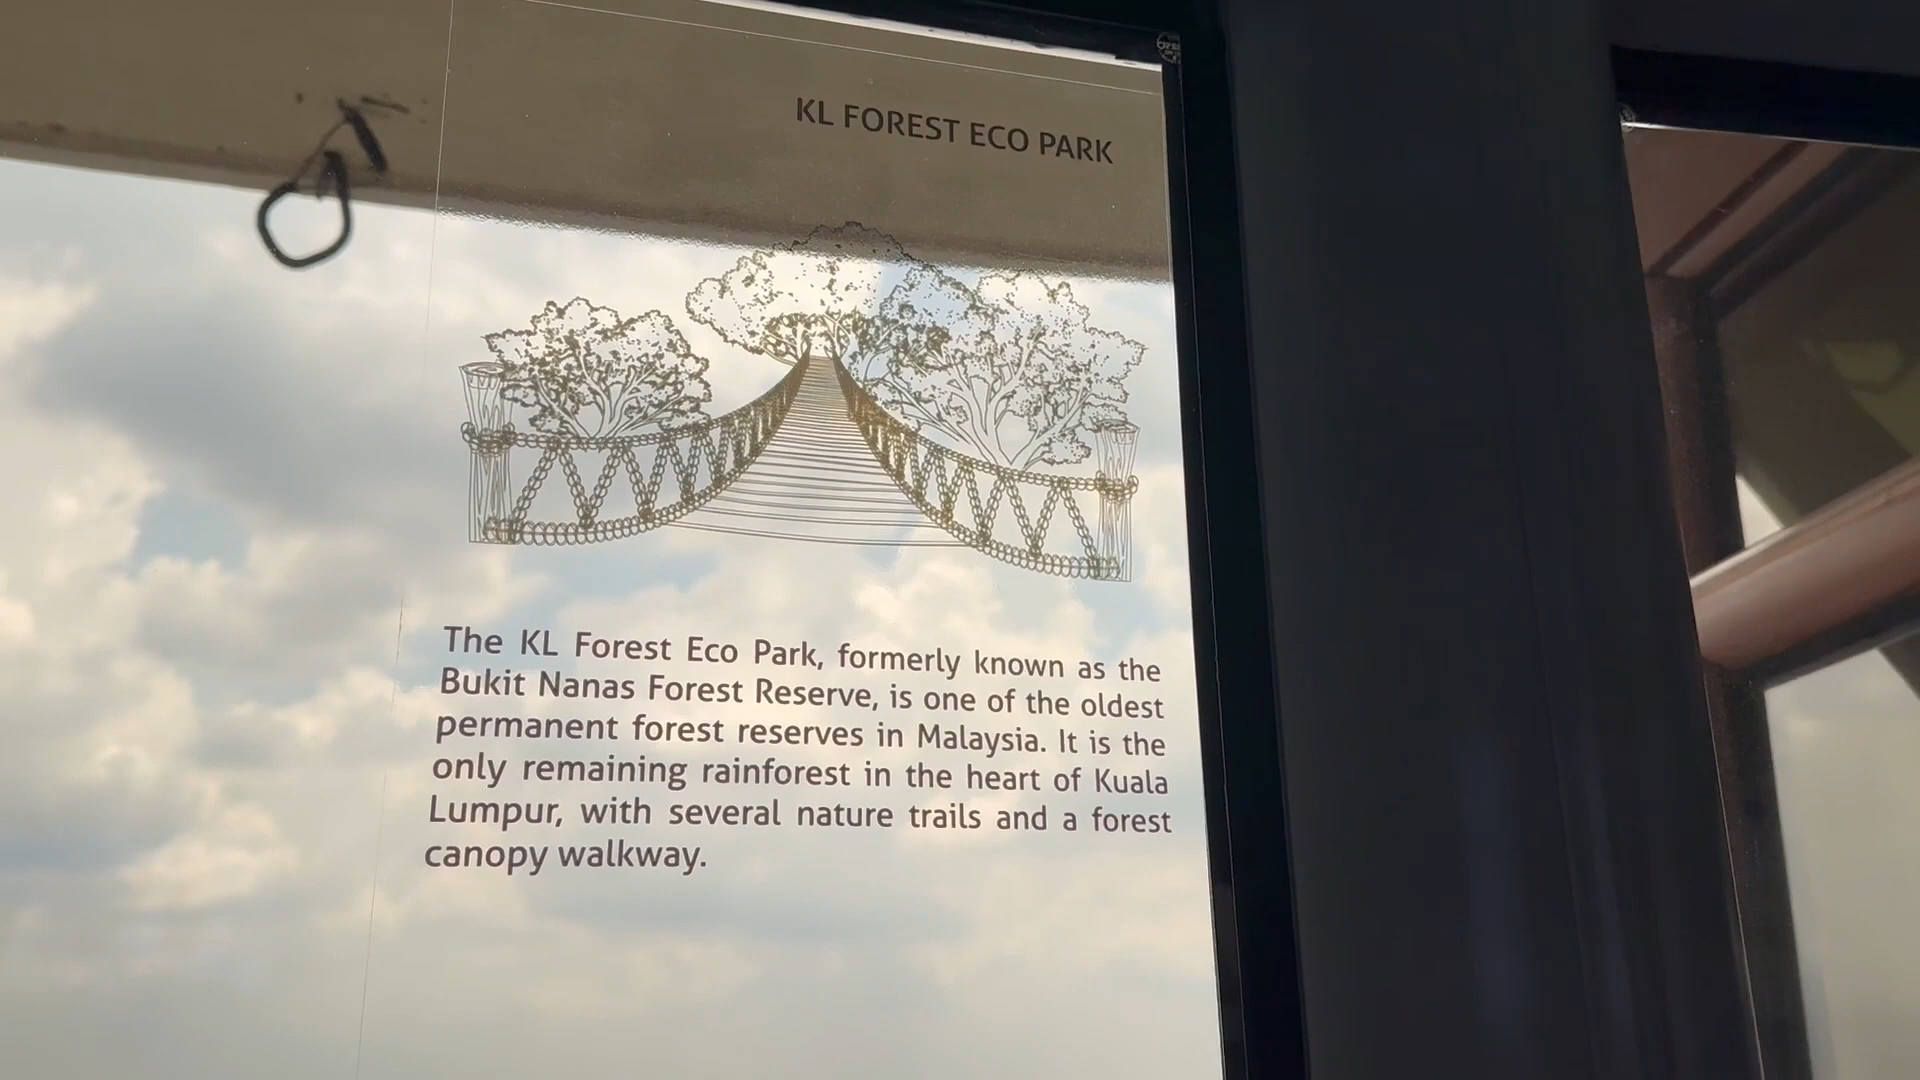 KL FOREST ECO PARK
The KL Forest Eco Park, formerly known as the
Bukit Nanas Forest Reserve, is one of the oldest
permanent forest reserves in Malaysia. It is the
only remaining rainforest in the heart of Kuala
Lumpur, with several nature trails and a forest
canopy walkway.